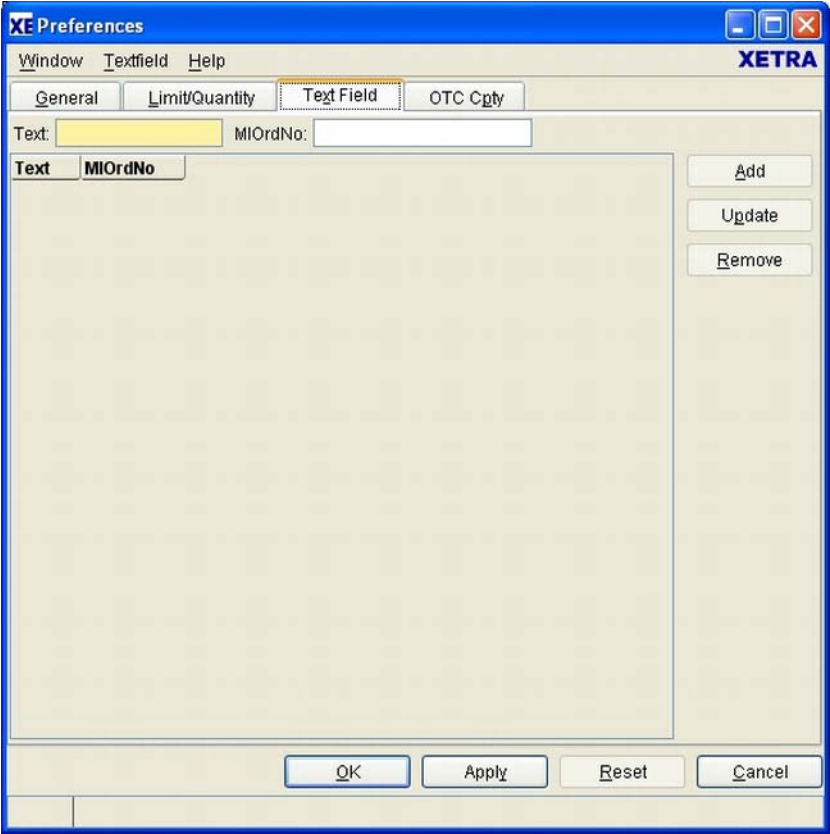 XE Preferences
Window Textfield Help XETRA
General Limit/Quantity Text Field OTC Cpty
Text: MIOrdNo:
Text MIOrdNo
Add
Update
Remove
OK Apply Reset Cancel